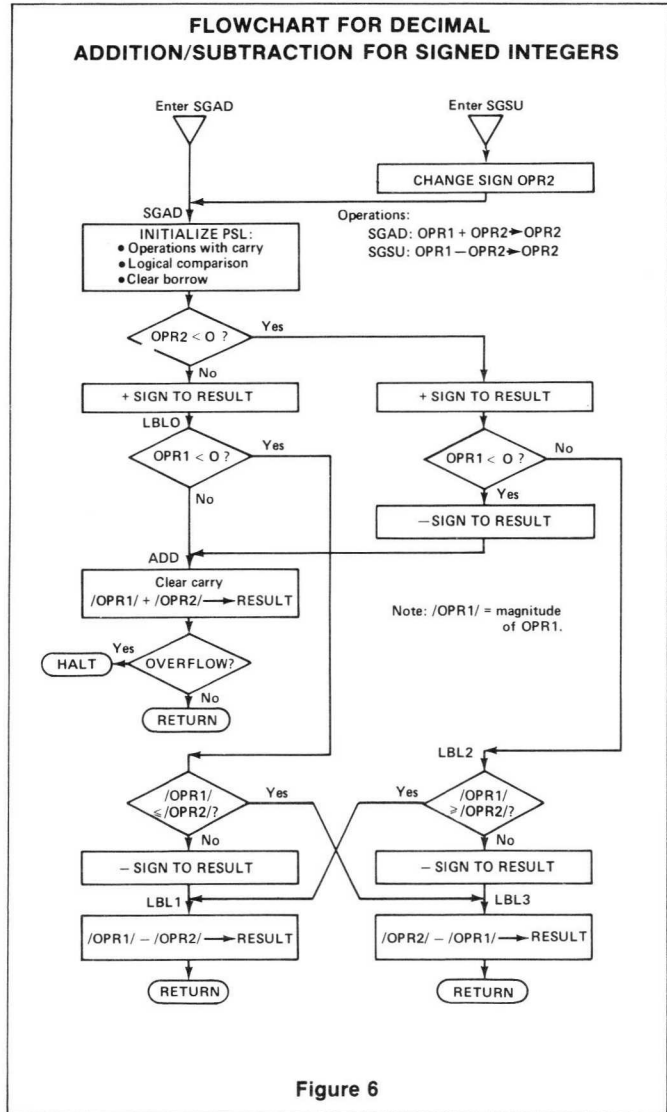 FLOWCHART FOR DECIMAL
ADDITION/SUBTRACTION FOR SIGNED INTEGERS
Enter SGAD
Enter SGSU
CHANGE SIGN OPR2
SGAD
INITIALIZE PSL:
• Operations with carry
• Logical comparison
• Clear borrow
Operations:
SGAD: OPR1 + OPR2 → OPR2
SGSU: OPR1 — OPR2 → OPR2
OPR2 < O ?
Yes
No
+ SIGN TO RESULT
+ SIGN TO RESULT
LBLO
OPR1 < O ?
Yes
No
OPR1 < O ?
No
Yes
— SIGN TO RESULT
ADD
Clear carry
/OPR1/ + /OPR2/ → RESULT
Note: /OPR1/ = magnitude
of OPR1.
OVERFLOW?
Yes
HALT
No
RETURN
/OPR1/
≤ /OPR2/?
Yes
No
LBL2
/OPR1/
≥ /OPR2/?
Yes
No
— SIGN TO RESULT
— SIGN TO RESULT
LBL1
LBL3
/OPR1/ — /OPR2/ → RESULT
/OPR2/ — /OPR1/ → RESULT
RETURN
RETURN
Figure 6